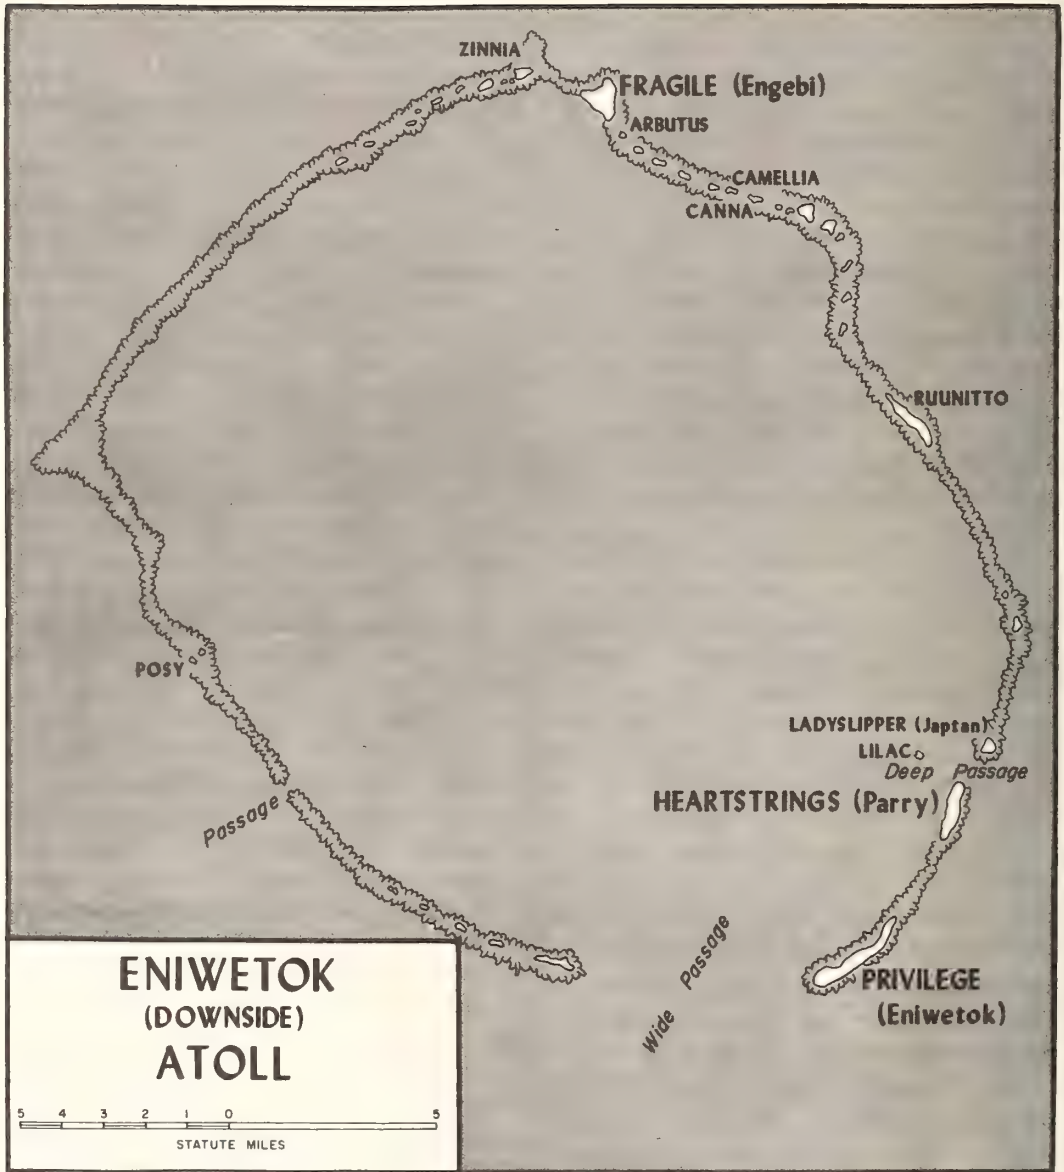 ZINNIA
FRAGILE (Engebi)
ARBUTUS
CAMELLIA
CANNA
RUUNITTO
POSY
LADYSLIPPER (Japtan)
LILAC
Deep Passage
HEARTSTRINGS (Parry)
Passage
Wide Passage
PRIVILEGE
(Eniwetok)
ENIWETOK
(DOWNSIDE)
ATOLL
5 4 3 2 1 0 5
STATUTE MILES